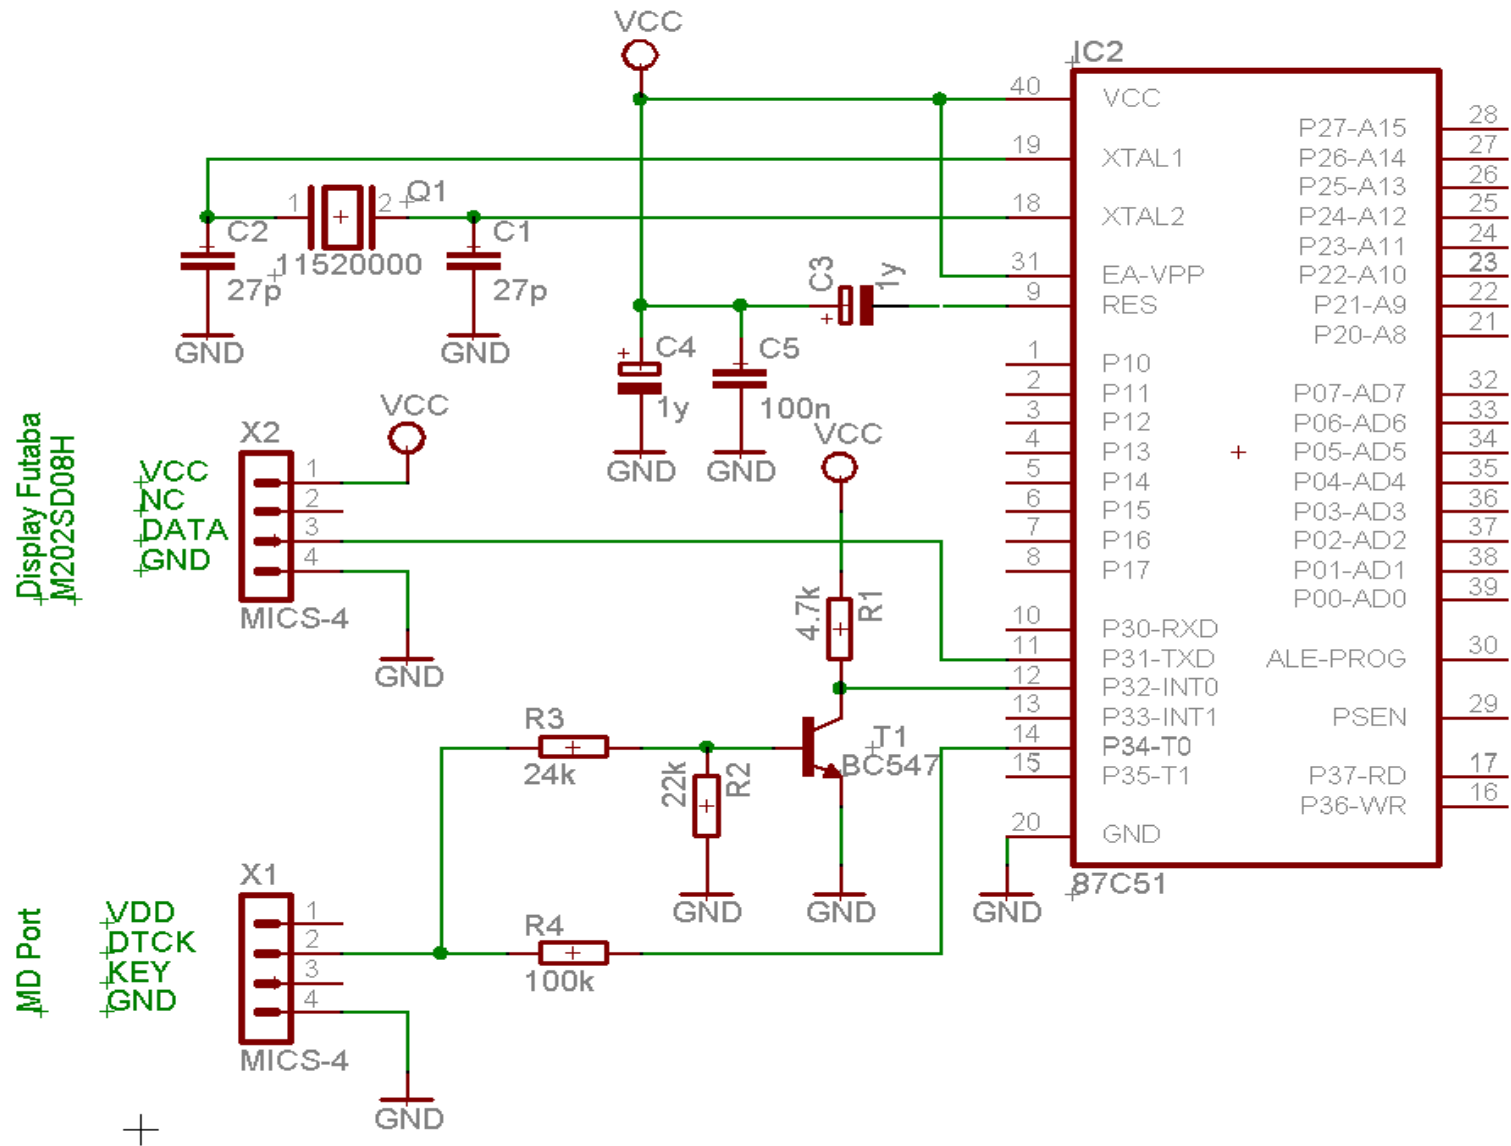 VCC
IC2
40
VCC
P27-A15
28
19
XTAL1
P26-A14
27
P25-A13
26
1
2
Q1
18
XTAL2
P24-A12
25
C2
C1
P23-A11
24
11520000
27p
27p
C3
1y
31
EA-VPP
P22-A10
23
9
RES
P21-A9
22
P20-A8
21
GND
GND
C4
C5
1
P10
1y
100n
2
P11
P07-AD7
32
3
P12
P06-AD6
33
VCC
VCC
4
P13
P05-AD5
34
GND
GND
5
P14
P04-AD4
35
6
P15
P03-AD3
36
7
P16
P02-AD2
37
8
P17
P01-AD1
38
P00-AD0
39
Display Futaba
M202SD08H
X2
VCC
1
NC
2
DATA
3
GND
4
MICS-4
GND
4.7k
R1
10
P30-RXD
11
P31-TXD
ALE-PROG
30
12
P32-INT0
13
P33-INT1
PSEN
29
14
P34-T0
15
P35-T1
P37-RD
17
P36-WR
16
20
GND
R3
24k
22k
R2
T1
BC547
GND
GND
GND
87C51
MD Port
X1
VDD
1
DTCK
2
KEY
3
GND
4
MICS-4
R4
100k
GND